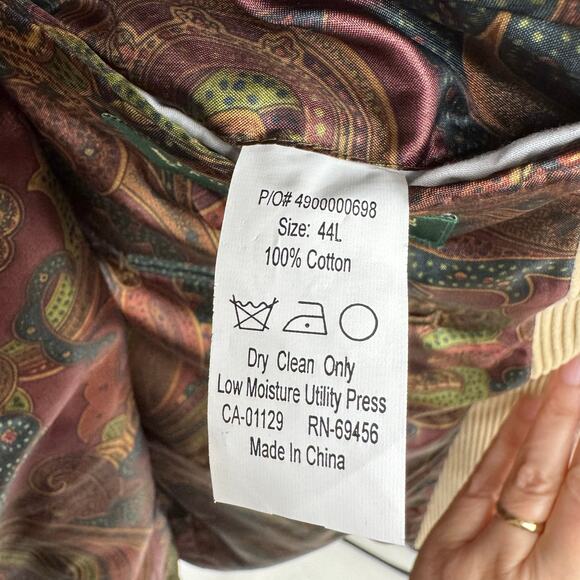 P/O# 4900000698
Size: 44L
100% Cotton
Dry Clean Only
Low Moisture Utility Press
CA-01129 RN-69456
Made In China